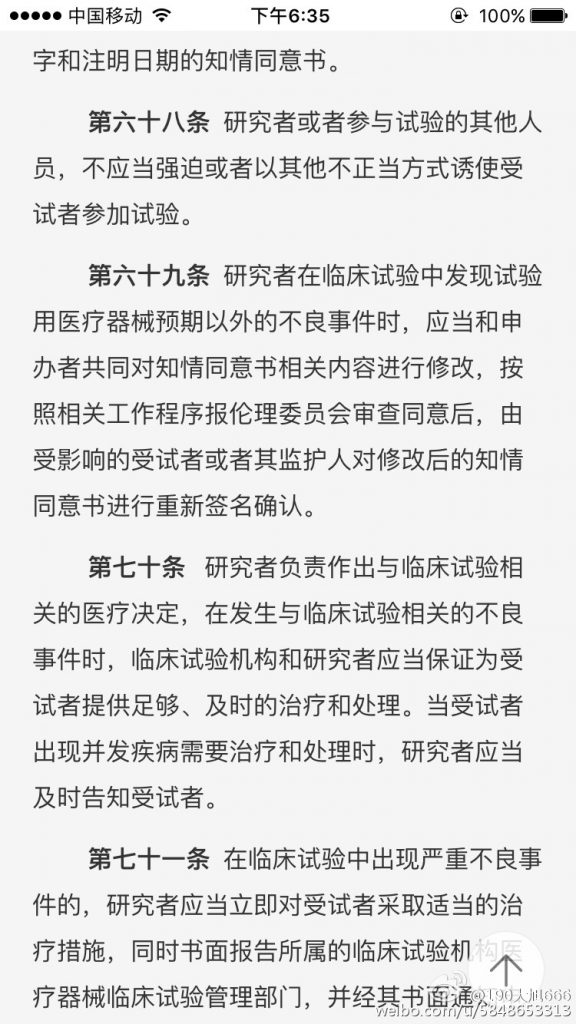 中国移动 下午6:35 100%
字和注明日期的知情同意书。
第六十八条 研究者或者参与试验的其他人
员，不应当强迫或者以其他不正当方式诱使受
试者参加试验。
第六十九条 研究者在临床试验中发现试验
用医疗器械预期以外的不良事件时，应当和申
办者共同对知情同意书相关内容进行修改，按
照相关工作程序报伦理委员会审查同意后，由
受影响的受试者或者其监护人对修改后的知情
同意书进行重新签名确认。
第七十条 研究者负责作出与临床试验相
关的医疗决定，在发生与临床试验相关的不良
事件时，临床试验机构和研究者应当保证为受
试者提供足够、及时的治疗和处理。当受试者
出现并发疾病需要治疗和处理时，研究者应当
及时告知受试者。
第七十一条 在临床试验中出现严重不良事
件的，研究者应当立即对受试者采取适当的治
疗措施，同时书面报告所属的临床试验机构医
疗器械临床试验管理部门，并经其书面通
@T90大旭666
weibo.com/u/5848653313